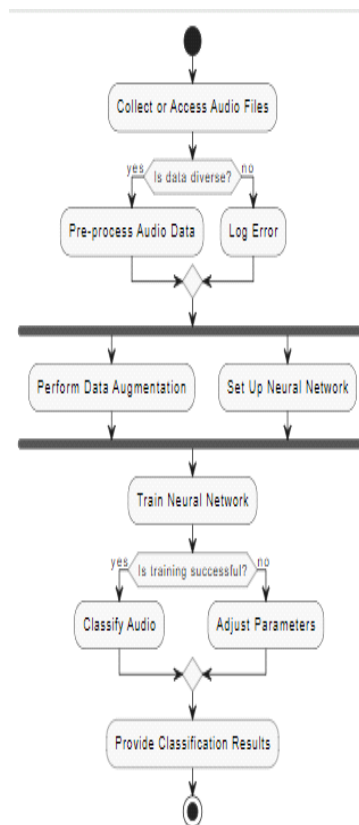 Collect or Access Audio Files
yes
Is data diverse?
no
Pre-process Audio Data
Log Error
Perform Data Augmentation
Set Up Neural Network
Train Neural Network
yes
Is training successful?
no
Classify Audio
Adjust Parameters
Provide Classification Results